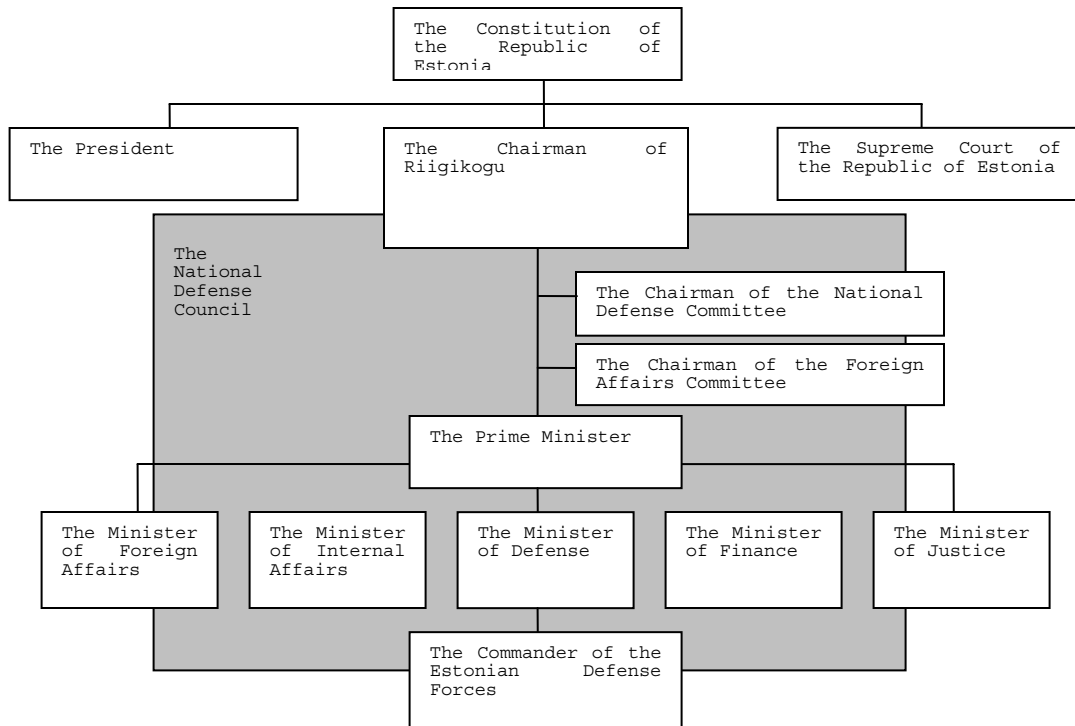 The Constitution of
the Republic of
Estonia
The President
The Chairman of
Riigikogu
The Supreme Court of
the Republic of Estonia
The
National
Defense
Council
The Chairman of the National
Defense Committee
The Chairman of the Foreign
Affairs Committee
The Prime Minister
The Minister
of Foreign
Affairs
The Minister
of Internal
Affairs
The Minister
of Defense
The Minister
of Finance
The Minister
of Justice
The Commander of the
Estonian Defense
Forces